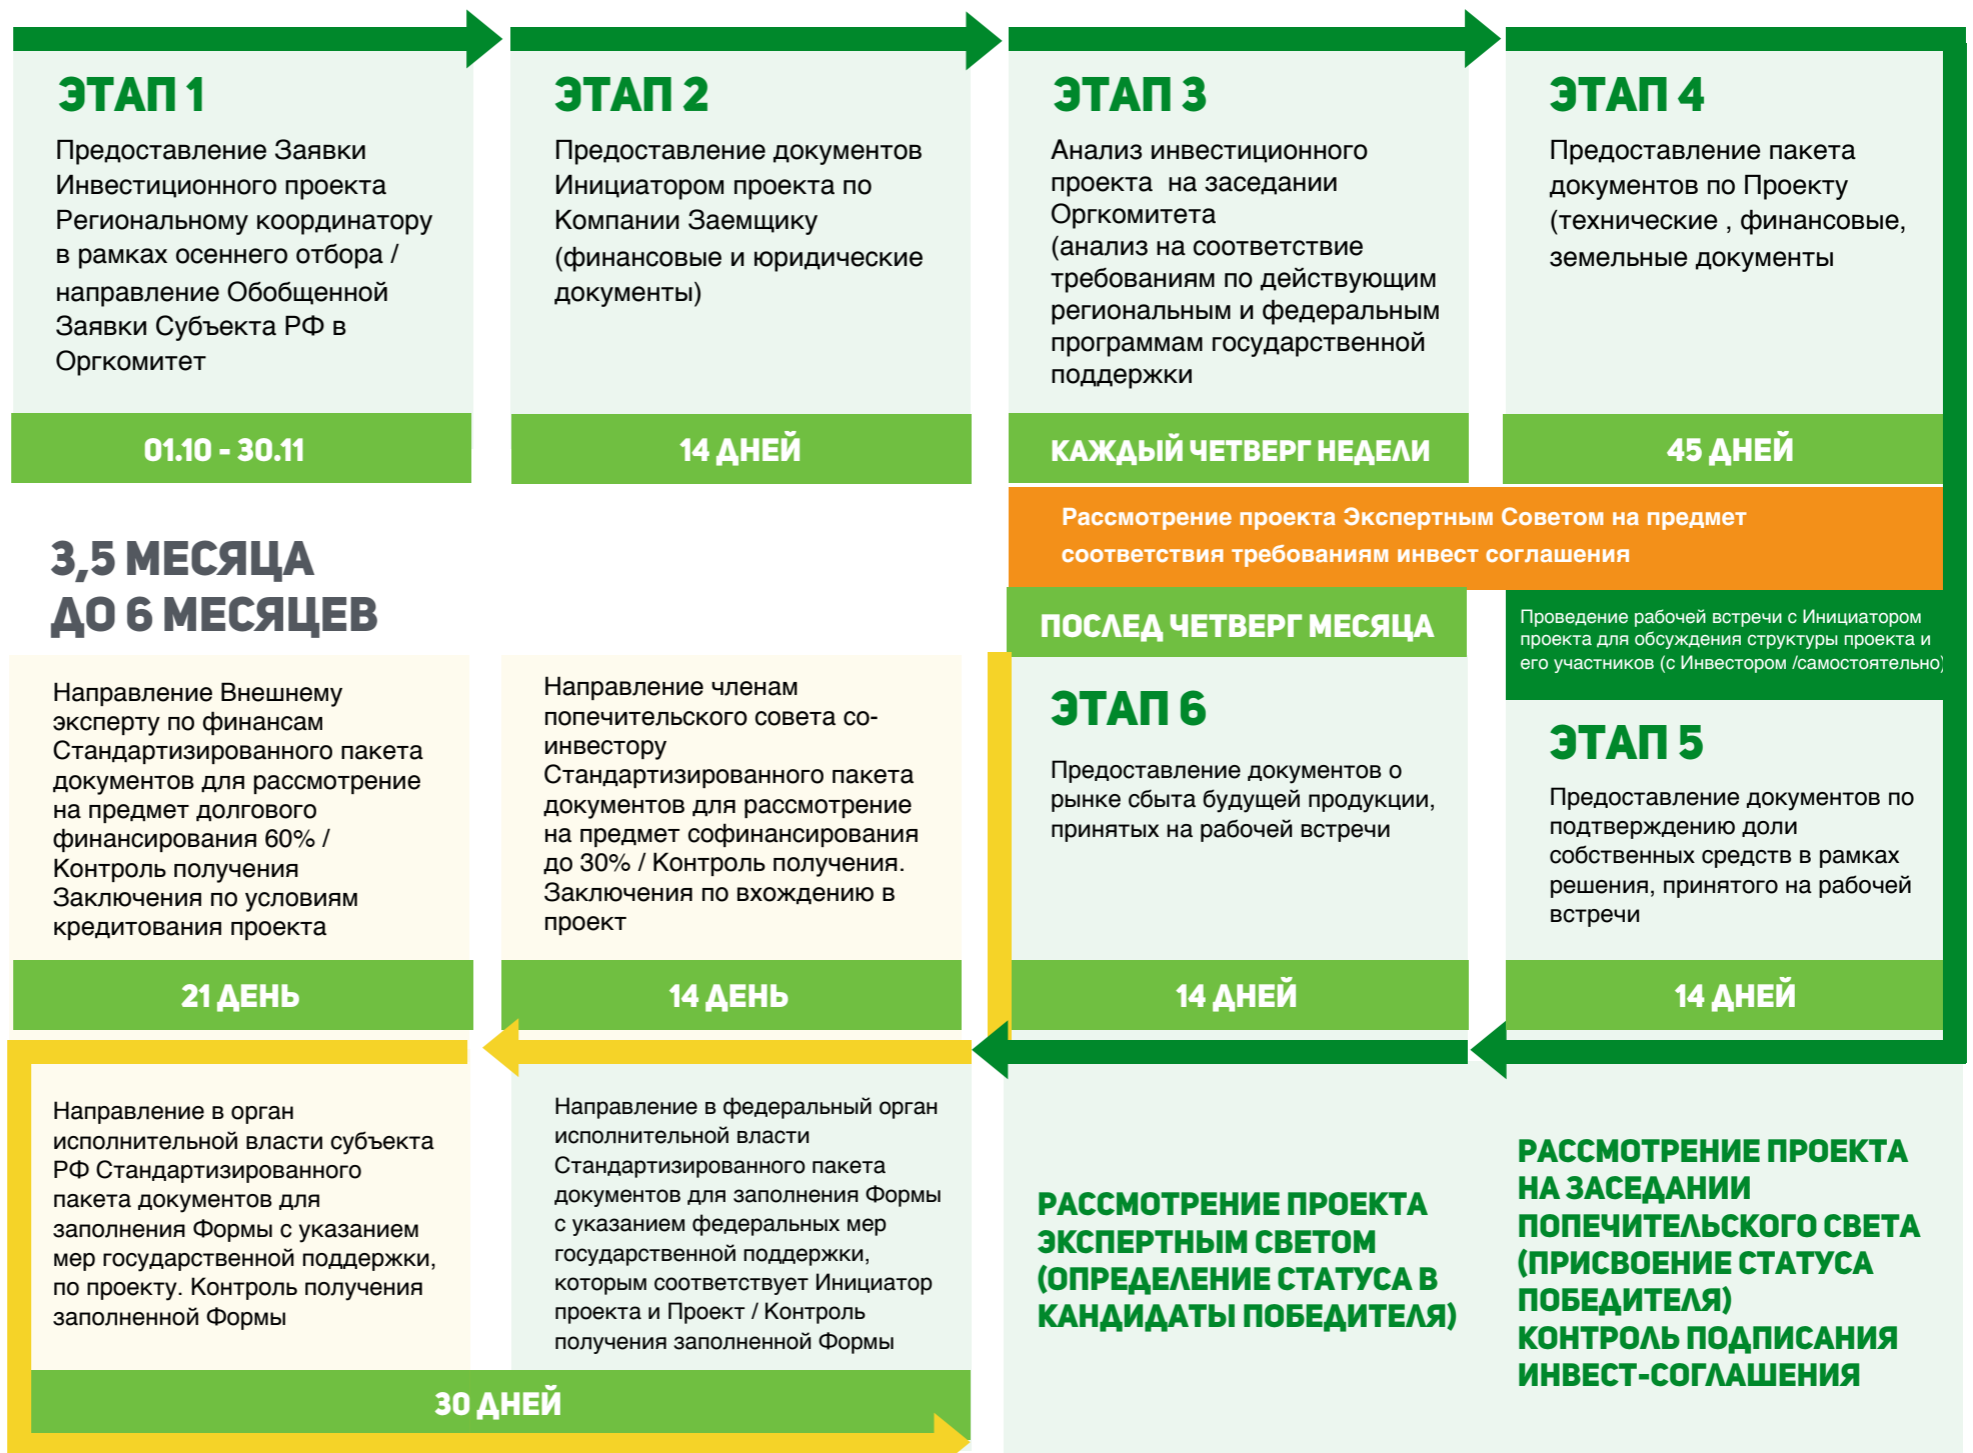 ЭТАП 1
Предоставление Заявки
Инвестиционного проекта
Региональному координатору
в рамках осеннего отбора /
направление Обобщенной
Заявки Субъекта РФ в
Оргкомитет
01.10 - 30.11
ЭТАП 2
Предоставление документов
Инициатором проекта по
Компании Заемщику
(финансовые и юридические
документы)
14 ДНЕЙ
ЭТАП 3
Анализ инвестиционного
проекта на заседании
Оргкомитета
(анализ на соответствие
требованиям по действующим
региональным и федеральным
программам государственной
поддержки
КАЖДЫЙ ЧЕТВЕРГ НЕДЕЛИ
ЭТАП 4
Предоставление пакета
документов по Проекту
(технические , финансовые,
земельные документы
45 ДНЕЙ
Рассмотрение проекта Экспертным Советом на предмет
соответствия требованиям инвест соглашения
3,5 МЕСЯЦА
ДО 6 МЕСЯЦЕВ
ПОСЛЕД ЧЕТВЕРГ МЕСЯЦА
Проведение рабочей встречи с Инициатором
проекта для обсуждения структуры проекта и
его участников (с Инвестором /самостоятельно)
Направление Внешнему
эксперту по финансам
Стандартизированного пакета
документов для рассмотрение
на предмет долгового
финансирования 60% /
Контроль получения
Заключения по условиям
кредитования проекта
21 ДЕНЬ
Направление членам
попечительского совета со-
инвестору
Стандартизированного пакета
документов для рассмотрение
на предмет софинансирования
до 30% / Контроль получения.
Заключения по вхождению в
проект
14 ДЕНЬ
ЭТАП 6
Предоставление документов о
рынке сбыта будущей продукции,
принятых на рабочей встречи
14 ДНЕЙ
ЭТАП 5
Предоставление документов по
подтверждению доли
собственных средств в рамках
решения, принятого на рабочей
встречи
14 ДНЕЙ
Направление в орган
исполнительной власти субъекта
РФ Стандартизированного
пакета документов для
заполнения Формы с указанием
мер государственной поддержки,
по проекту. Контроль получения
заполненной Формы
Направление в федеральный орган
исполнительной власти
Стандартизированного пакета
документов для заполнения Формы
с указанием федеральных мер
государственной поддержки,
которым соответствует Инициатор
проекта и Проект / Контроль
получения заполненной Формы
30 ДНЕЙ
РАССМОТРЕНИЕ ПРОЕКТА
ЭКСПЕРТНЫМ СВЕТОМ
(ОПРЕДЕЛЕНИЕ СТАТУСА В
КАНДИДАТЫ ПОБЕДИТЕЛЯ)
РАССМОТРЕНИЕ ПРОЕКТА
НА ЗАСЕДАНИИ
ПОПЕЧИТЕЛЬСКОГО СВЕТА
(ПРИСВОЕНИЕ СТАТУСА
ПОБЕДИТЕЛЯ)
КОНТРОЛЬ ПОДПИСАНИЯ
ИНВЕСТ-СОГЛАШЕНИЯ